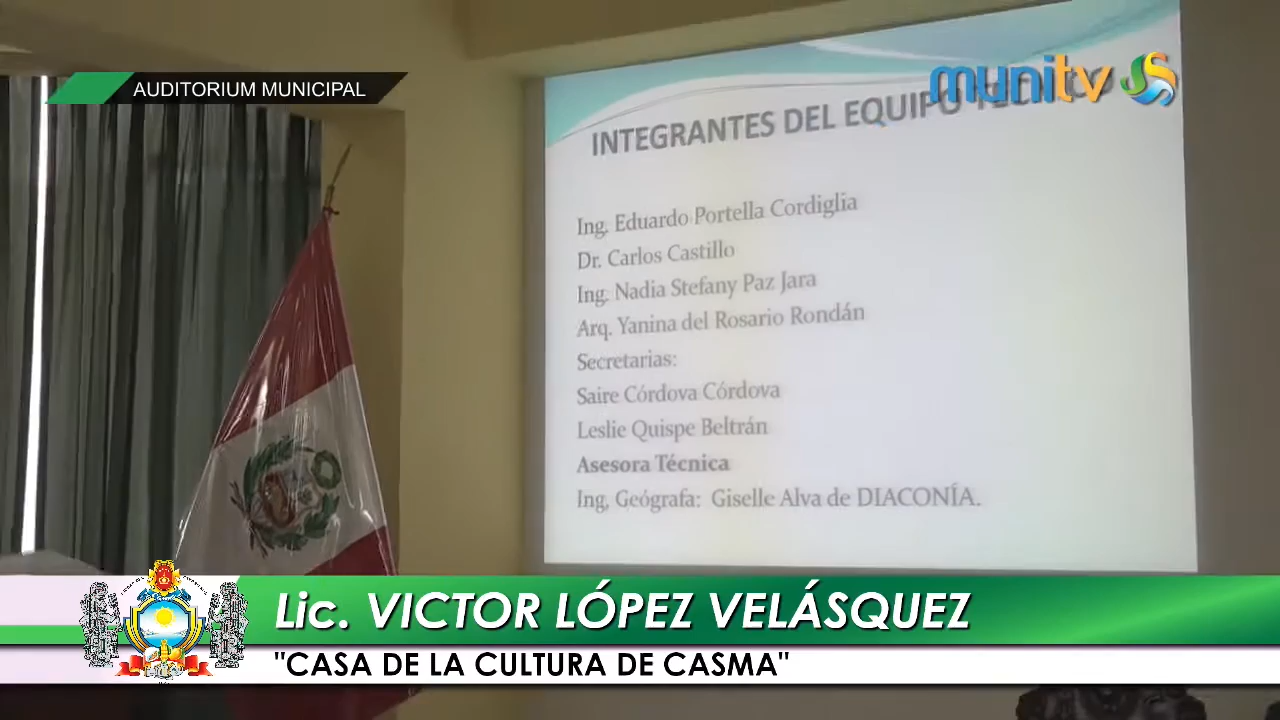 AUDITORIUM MUNICIPAL
munitv
INTEGRANTES DEL EQUIPO
Ing. Eduardo Portella Cordiglia
Dr. Carlos Castillo
Ing. Nadia Stefany Paz Jara
Arq. Yanina del Rosario Rondán
Secretarias:
Saire Córdova Córdova
Leslie Quispe Beltrán
Asesora Técnica
Ing, Geógrafa: Giselle Alva de DIACONÍA.
Lic. VICTOR LÓPEZ VELÁSQUEZ
"CASA DE LA CULTURA DE CASMA"